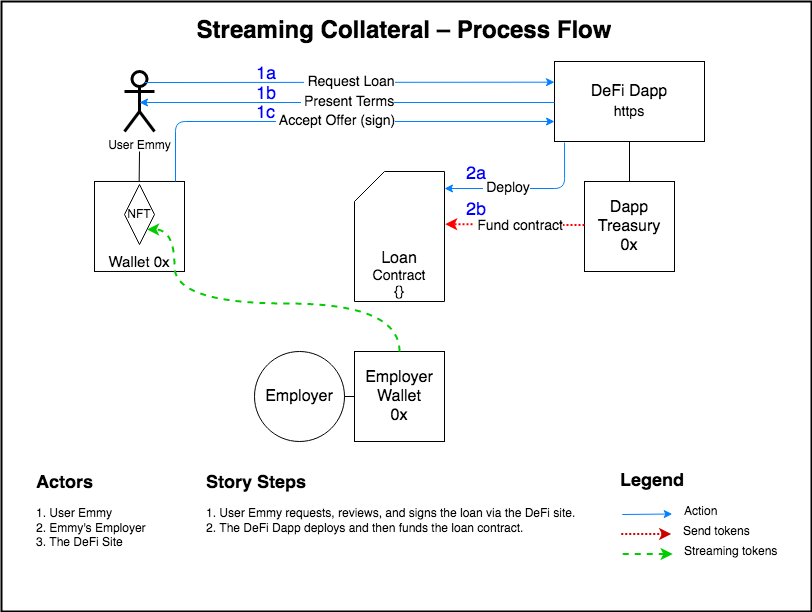 Streaming Collateral – Process Flow
1a
Request Loan
1b
Present Terms
1c
Accept Offer (sign)
User Emmy
DeFi Dapp
https
2a
Deploy
2b
Fund contract
NFT
Wallet 0x
Loan
Contract
{}
Dapp
Treasury
0x
Employer
Employer
Wallet
0x
Actors
1. User Emmy
2. Emmy's Employer
3. The DeFi Site
Story Steps
1. User Emmy requests, reviews, and signs the loan via the DeFi site.
2. The DeFi Dapp deploys and then funds the loan contract.
Legend
Action
Send tokens
Streaming tokens